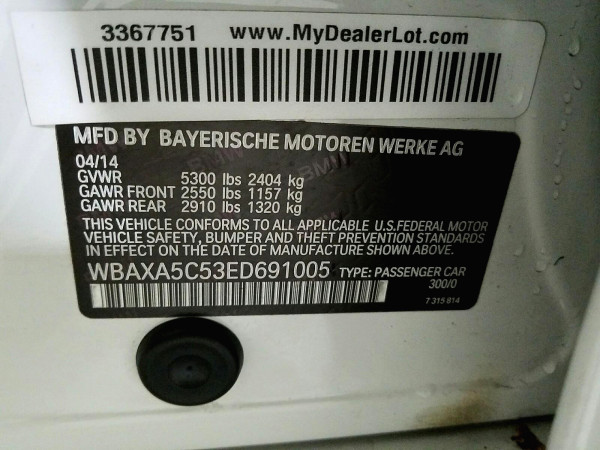 3367751 www.MyDealerLot.com
MFD BY BAYERISCHE MOTOREN WERKE AG
04/14
GVWR 5300 lbs 2404 kg
GAWR FRONT 2550 lbs 1157 kg
GAWR REAR 2910 lbs 1320 kg
THIS VEHICLE CONFORMS TO ALL APPLICABLE U.S.FEDERAL MOTOR
VEHICLE SAFETY, BUMPER AND THEFT PREVENTION STANDARDS
IN EFFECT ON THE DATE OF MANUFACTURE SHOWN ABOVE.
WBAXA5C53ED691005 TYPE: PASSENGER CAR
300/0
7 315 814